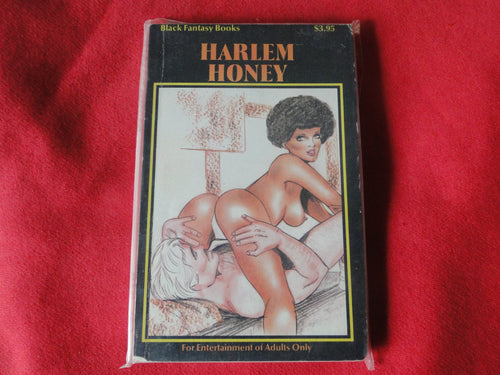 Black Fantasy Books
$3.95
HARLEM
HONEY
For Entertainment of Adults Only